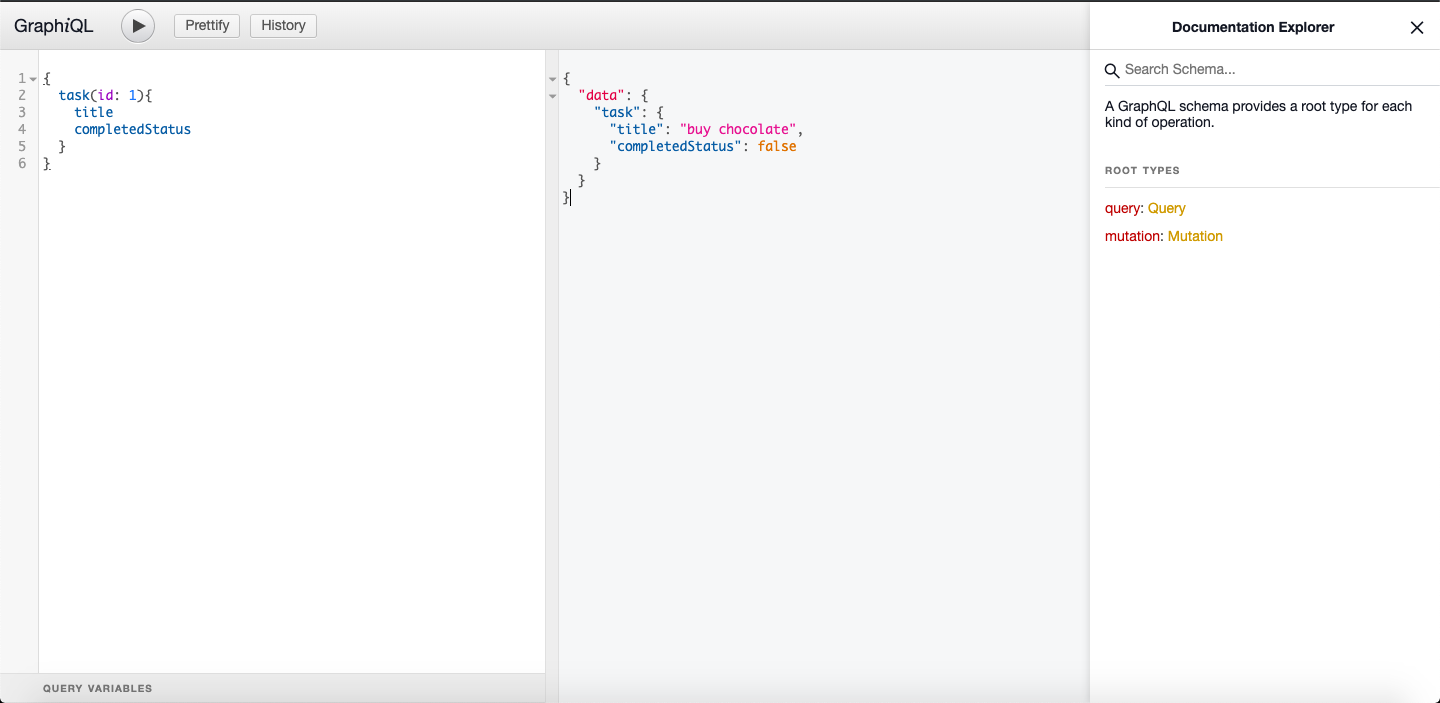 GraphiQL
Prettify
History
1 {
2 task(id: 1){
3 title
4 completedStatus
5 }
6 }
QUERY VARIABLES
{
"data": {
"task": {
"title": "buy chocolate",
"completedStatus": false
}
}
}
Documentation Explorer
Search Schema...
A GraphQL schema provides a root type for each
kind of operation.
ROOT TYPES
query: Query
mutation: Mutation